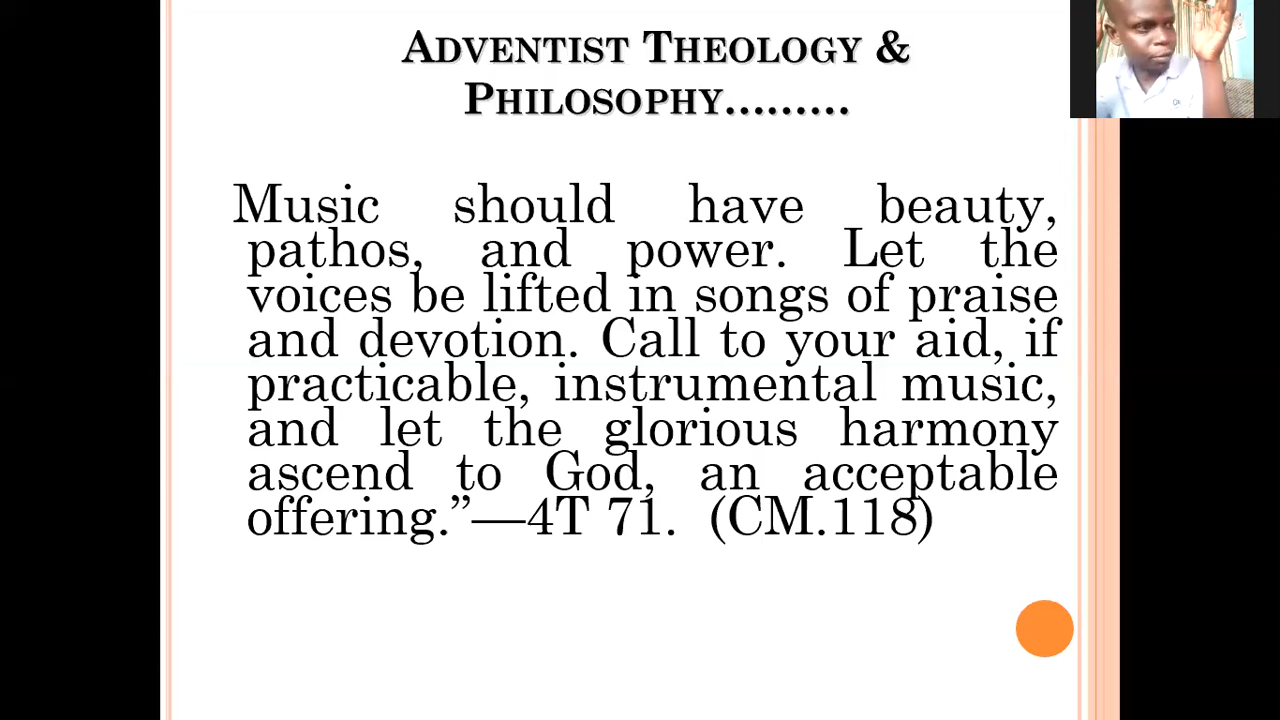 ADVENTIST THEOLOGY &
PHILOSOPHY.........
Music should have beauty,
pathos, and power. Let the
voices be lifted in songs of praise
and devotion. Call to your aid, if
practicable, instrumental music,
and let the glorious harmony
ascend to God, an acceptable
offering.”—4T 71. (CM.118)